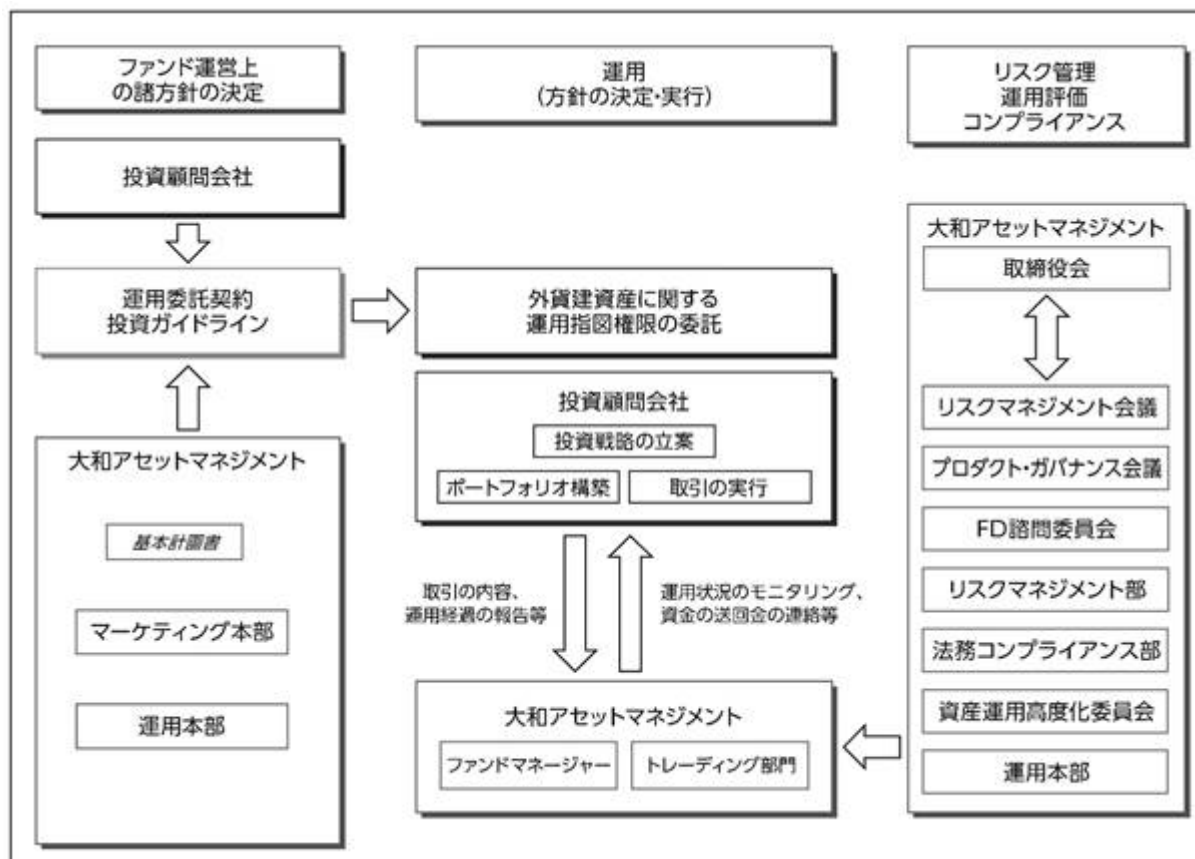 ファンド運営上
の諸方針の決定
運用
(方針の決定・実行)
リスク管理
運用評価
コンプライアンス
投資顧問会社
運用委託契約
投資ガイドライン
大和アセットマネジメント
基本計画書
マーケティング本部
運用本部
外貨建資産に関する
運用指図権限の委託
投資顧問会社
投資戦略の立案
ポートフォリオ構築
取引の実行
取引の内容、
運用経過の報告等
運用状況のモニタリング、
資金の送回金の連絡等
大和アセットマネジメント
ファンドマネージャー
トレーディング部門
大和アセットマネジメント
取締役会
リスクマネジメント会議
プロダクト・ガバナンス会議
FD諮問委員会
リスクマネジメント部
法務コンプライアンス部
資産運用高度化委員会
運用本部